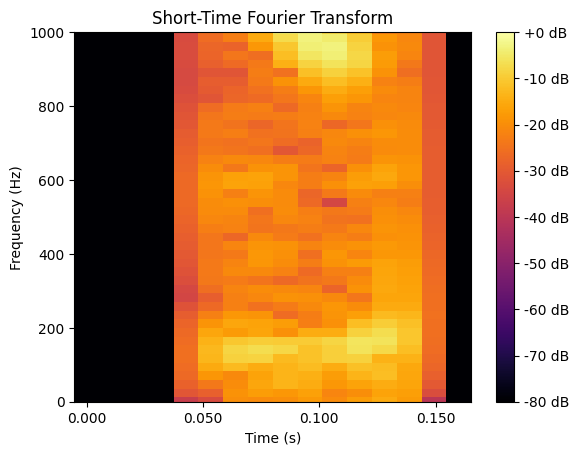 Short-Time Fourier Transform
1000
800
600
400
200
0
Frequency (Hz)
0.000
0.050
0.100
0.150
Time (s)
+0 dB
-10 dB
-20 dB
-30 dB
-40 dB
-50 dB
-60 dB
-70 dB
-80 dB